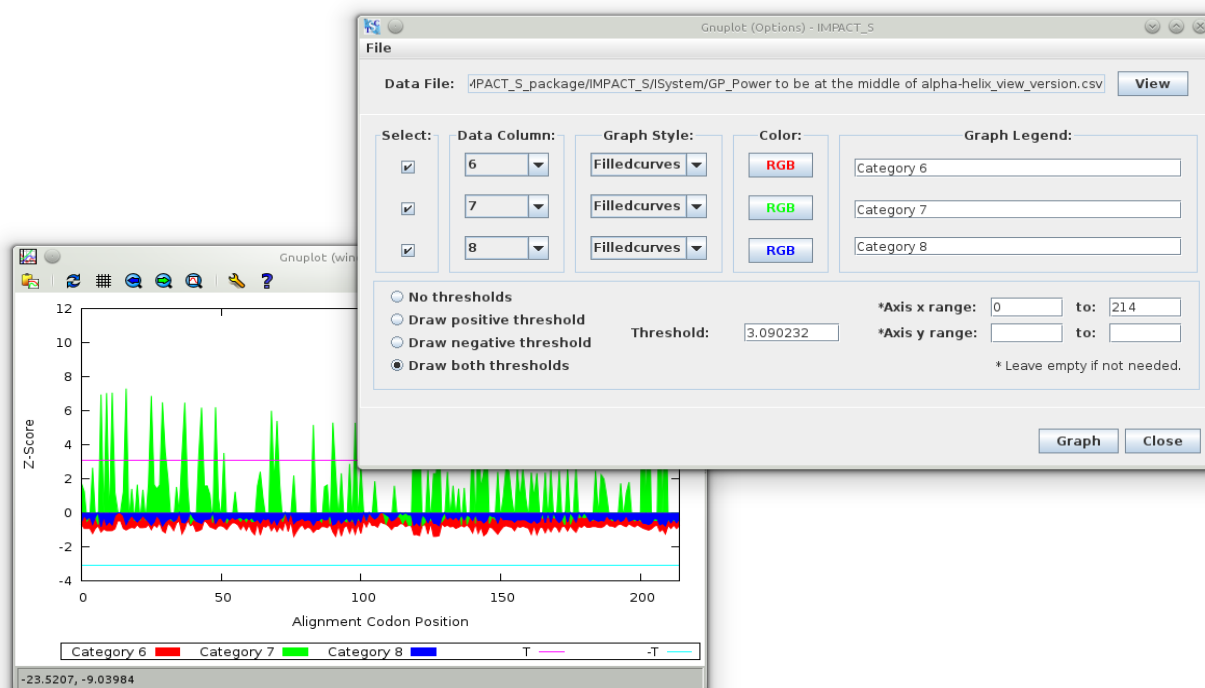 Gnuplot (Options) - IMPACT_S
File
Data File: MPACT_S_package/IMPACT_S/ISystem/GP_Power to be at the middle of alpha-helix_view_version.csv View
Select: Data Column: Graph Style: Color: Graph Legend:
6 Filledcurves RGB Category 6
7 Filledcurves RGB Category 7
8 Filledcurves RGB Category 8
No thresholds
Draw positive threshold
Draw negative threshold
Draw both thresholds
Threshold: 3.090232
*Axis x range: 0 to: 214
*Axis y range: to:
* Leave empty if not needed.
Graph Close
Gnuplot (win
12
10
8
6
4
2
0
-2
-4
Z-Score
0 50 100 150 200
Alignment Codon Position
Category 6 Category 7 Category 8 T -T
-23.5207, -9.03984